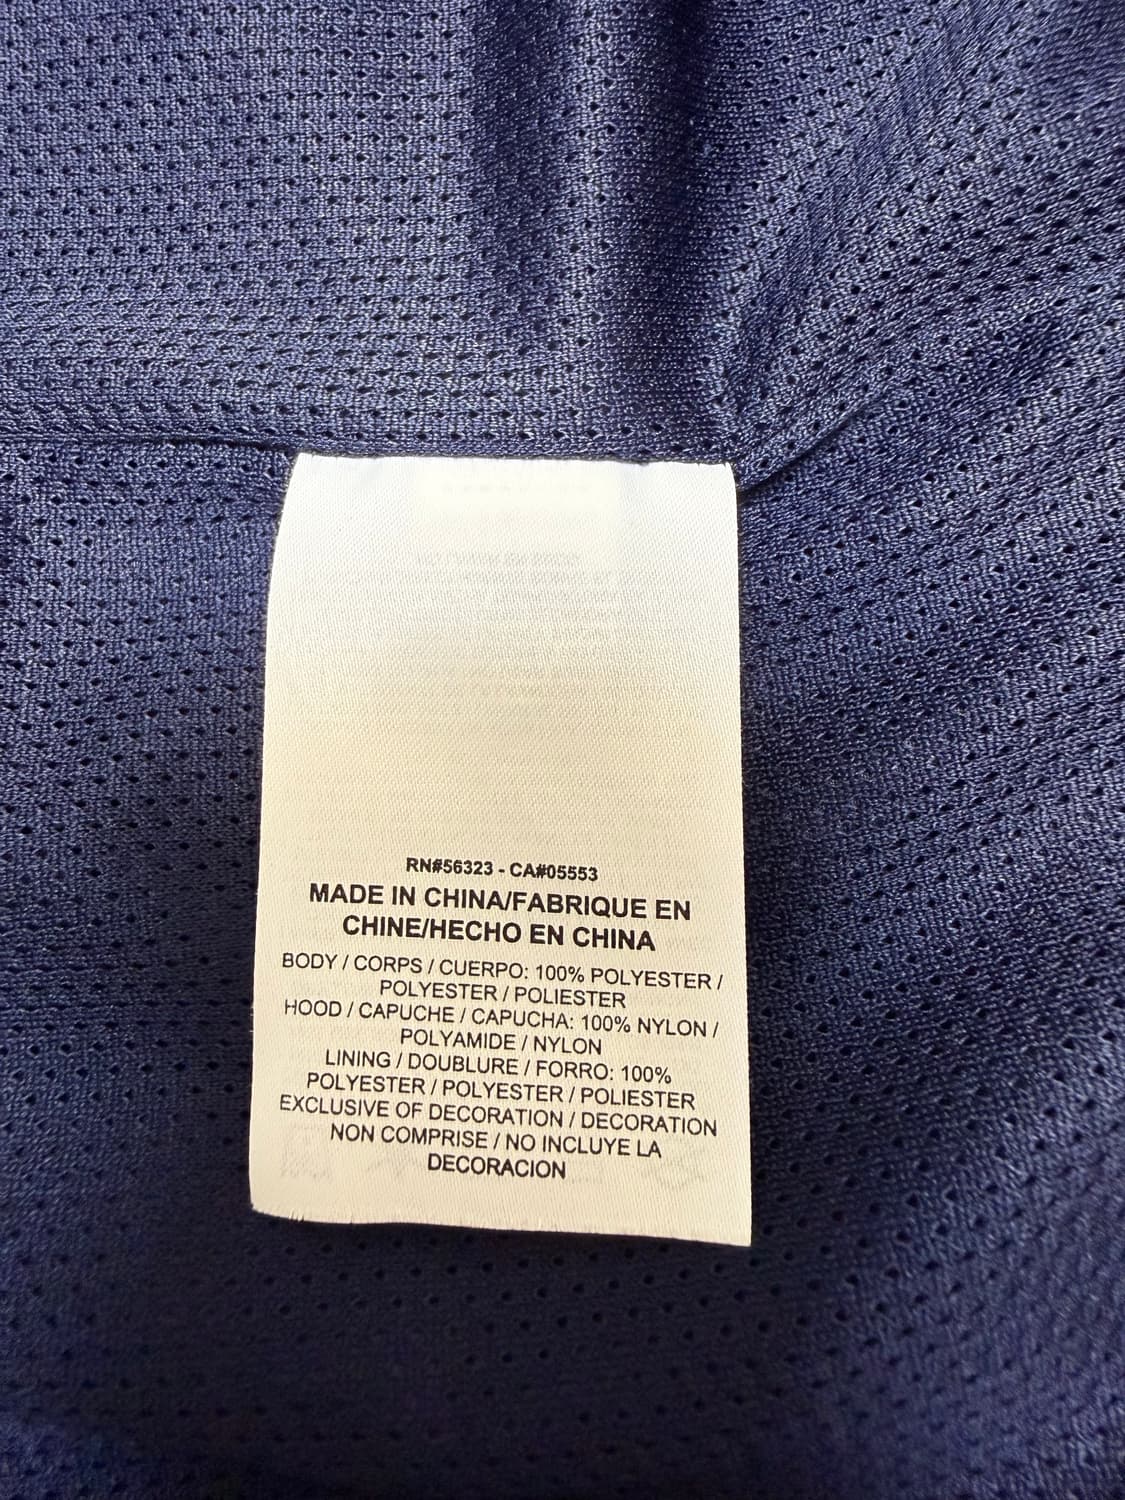 RN#56323 - CA#05553
MADE IN CHINA/FABRIQUE EN
CHINE/HECHO EN CHINA
BODY / CORPS / CUERPO: 100% POLYESTER /
POLYESTER / POLIESTER
HOOD / CAPUCHE / CAPUCHA: 100% NYLON /
POLYAMIDE / NYLON
LINING / DOUBLURE / FORRO: 100%
POLYESTER / POLYESTER / POLIESTER
EXCLUSIVE OF DECORATION / DECORATION
NON COMPRISE / NO INCLUYE LA
DECORACION